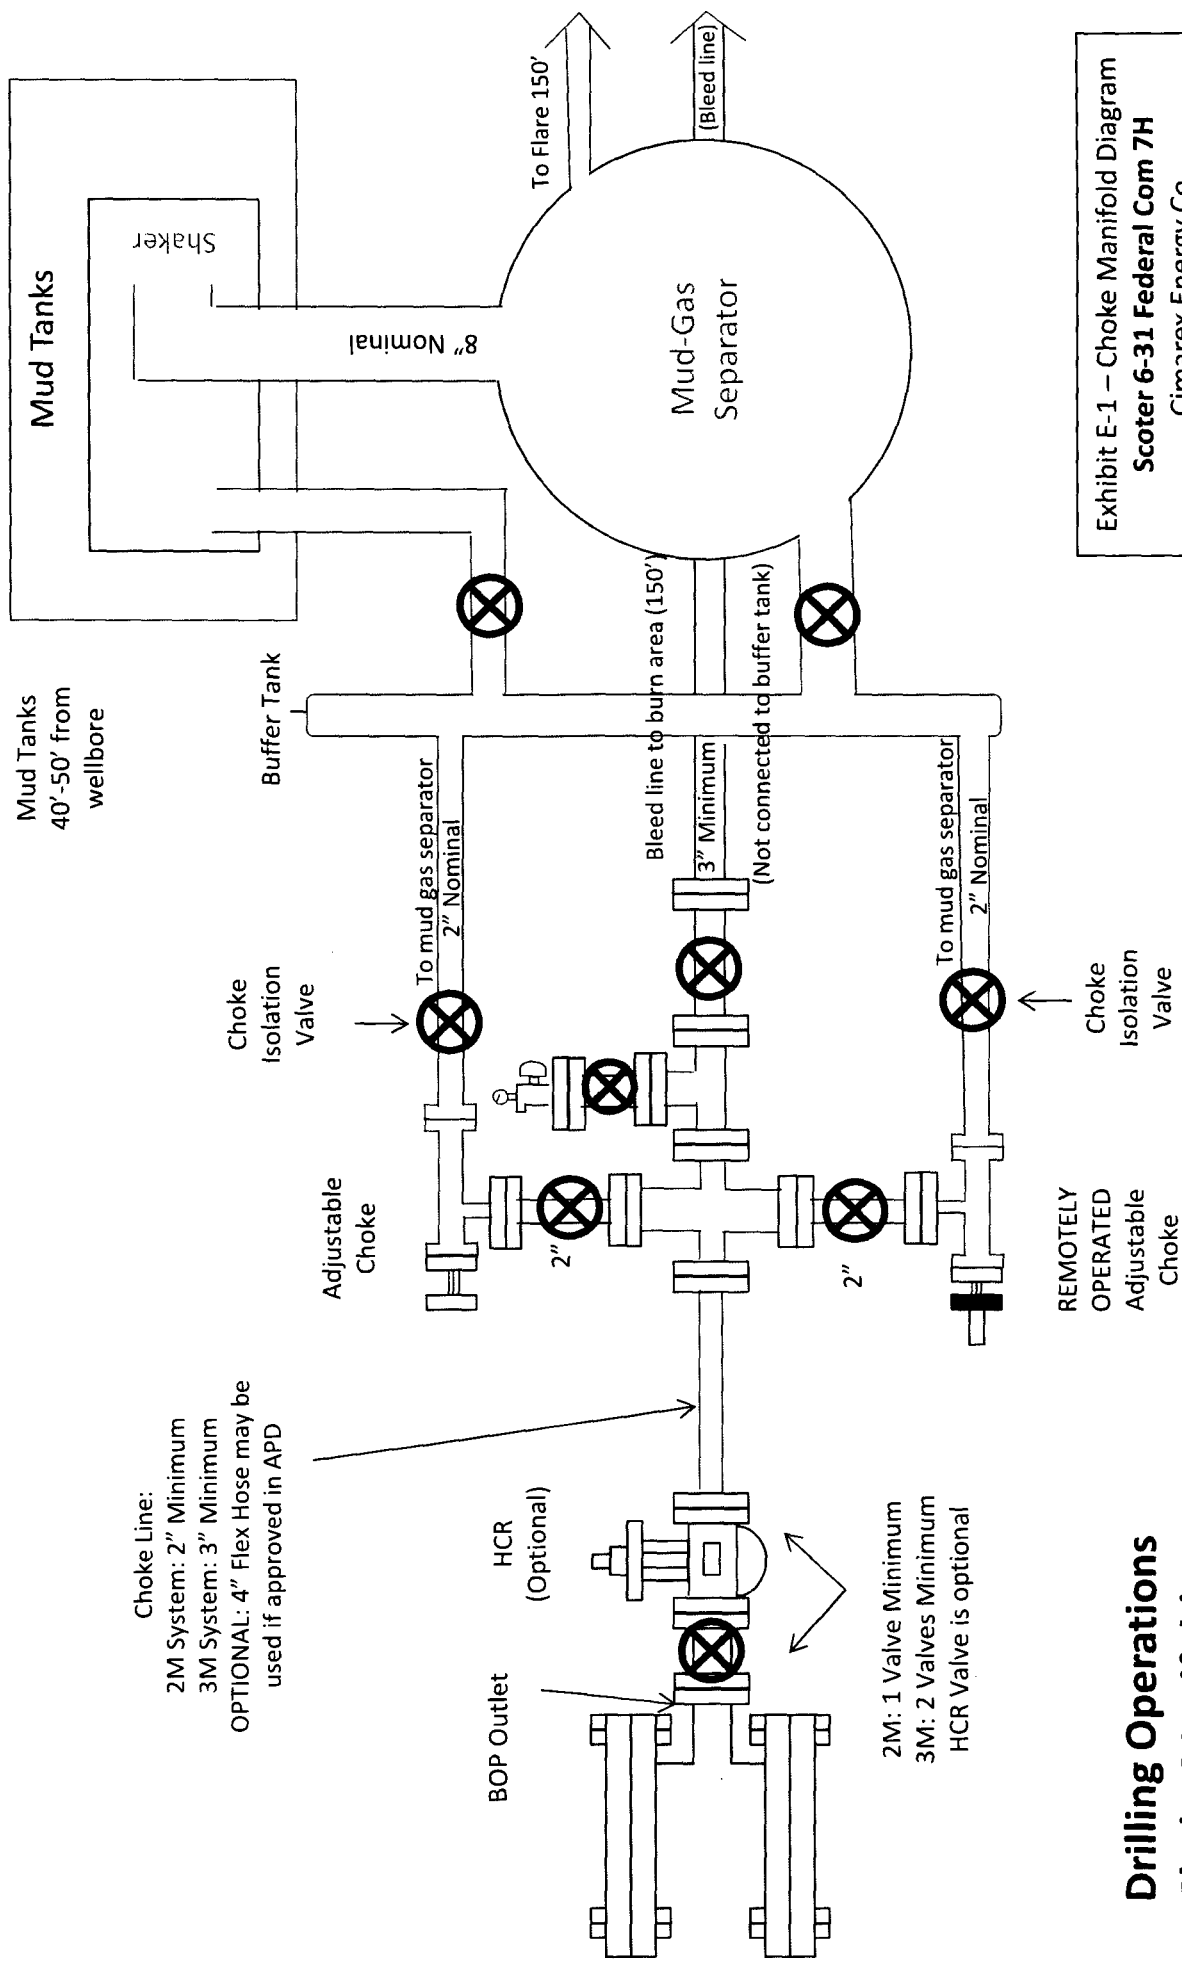 Mud Tanks
40'-50' from
wellbore
Mud Tanks
Shaker
8" Nominal
To Flare 150'
(Bleed line)
Mud-Gas
Separator
Buffer Tank
Bleed line to burn area (150')
3" Minimum
(Not connected to buffer tank)
To mud gas separator
2" Nominal
To mud gas separator
2" Nominal
Choke
Isolation
Valve
Choke
Isolation
Valve
Adjustable
Choke
2"
2"
REMOTELY
OPERATED
Adjustable
Choke
Choke Line:
2M System: 2" Minimum
3M System: 3" Minimum
OPTIONAL: 4" Flex Hose may be
used if approved in APD
HCR
(Optional)
BOP Outlet
2M: 1 Valve Minimum
3M: 2 Valves Minimum
HCR Valve is optional
Drilling Operations
Exhibit E-1 – Choke Manifold Diagram
Scoter 6-31 Federal Com 7H
Cimarex Energy Co.